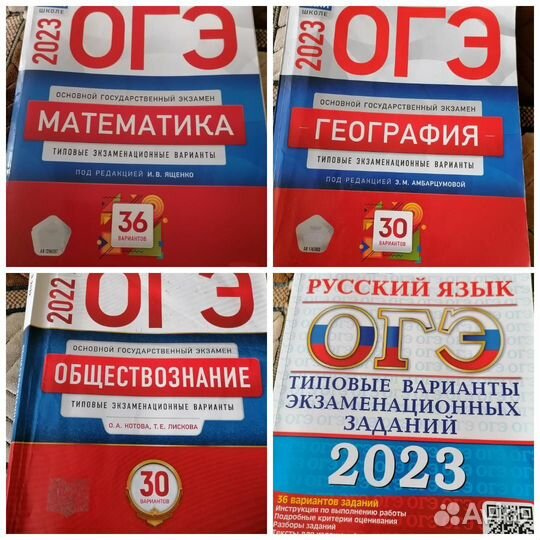 ШКОЛЕ
2023
ОГЭ
ОСНОВНОЙ ГОСУДАРСТВЕННЫЙ ЭКЗАМЕН
МАТЕМАТИКА
ТИПОВЫЕ ЭКЗАМЕНАЦИОННЫЕ ВАРИАНТЫ
ПОД РЕДАКЦИЕЙ И.В. ЯЩЕНКО
36
ВАРИАНТОВ
2023
ОГЭ
ОСНОВНОЙ ГОСУДАРСТВЕННЫЙ ЭКЗАМЕН
ГЕОГРАФИЯ
ТИПОВЫЕ ЭКЗАМЕНАЦИОННЫЕ ВАРИАНТЫ
ПОД РЕДАКЦИЕЙ Э.М. АМБАРЦУМОВОЙ
30
ВАРИАНТОВ
2022
ОГЭ
ОСНОВНОЙ ГОСУДАРСТВЕННЫЙ ЭКЗАМЕН
ОБЩЕСТВОЗНАНИЕ
ТИПОВЫЕ ЭКЗАМЕНАЦИОННЫЕ ВАРИАНТЫ
О.А. КОТОВА, Т.Е. ЛИСКОВА
30
ВАРИАНТОВ
РУССКИЙ ЯЗЫК
ОГЭ
ТИПОВЫЕ ВАРИАНТЫ
ЭКЗАМЕНАЦИОННЫХ
ЗАДАНИЙ
2023
36 вариантов заданий
Инструкция по выполнению работы
Подробные критерии оценивания
Разборы заданий
Avito